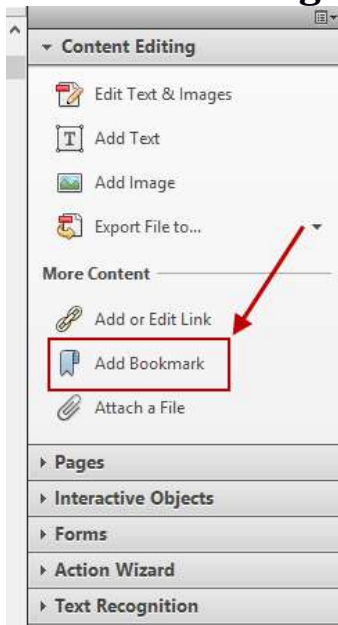 Content Editing
Edit Text & Images
T Add Text
Add Image
Export File to...
More Content
Add or Edit Link
Add Bookmark
Attach a File
Pages
Interactive Objects
Forms
Action Wizard
Text Recognition